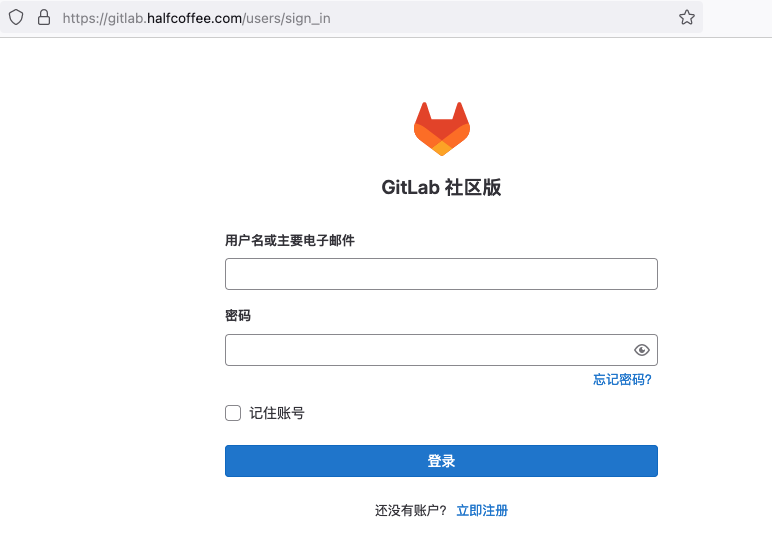 https://gitlab.halfcoffee.com/users/sign_in
GitLab 社区版
用户名或主要电子邮件
密码
忘记密码?
记住账号
登录
还没有账户? 立即注册